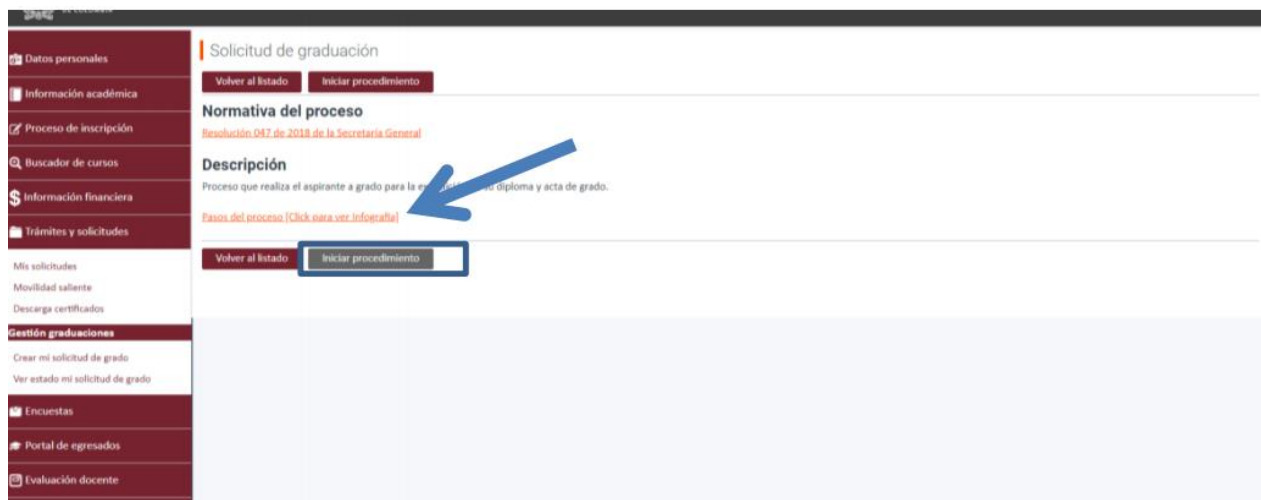 DE COLOMBIA
Datos personales
Información académica
Proceso de inscripción
Buscador de cursos
Información financiera
Trámites y solicitudes
Mis solicitudes
Movilidad saliente
Descarga certificados
Gestión graduaciones
Crear mi solicitud de grado
Ver estado mi solicitud de grado
Encuestas
Portal de egresados
Evaluación docente
Solicitud de graduación
Volver al listado Iniciar procedimiento
Normativa del proceso
Resolución 047 de 2018 de la Secretaría General
Descripción
Proceso que realiza el aspirante a grado para la diploma y acta de grado.
Pasos del proceso [Click para ver Infografía]
Volver al listado Iniciar procedimiento